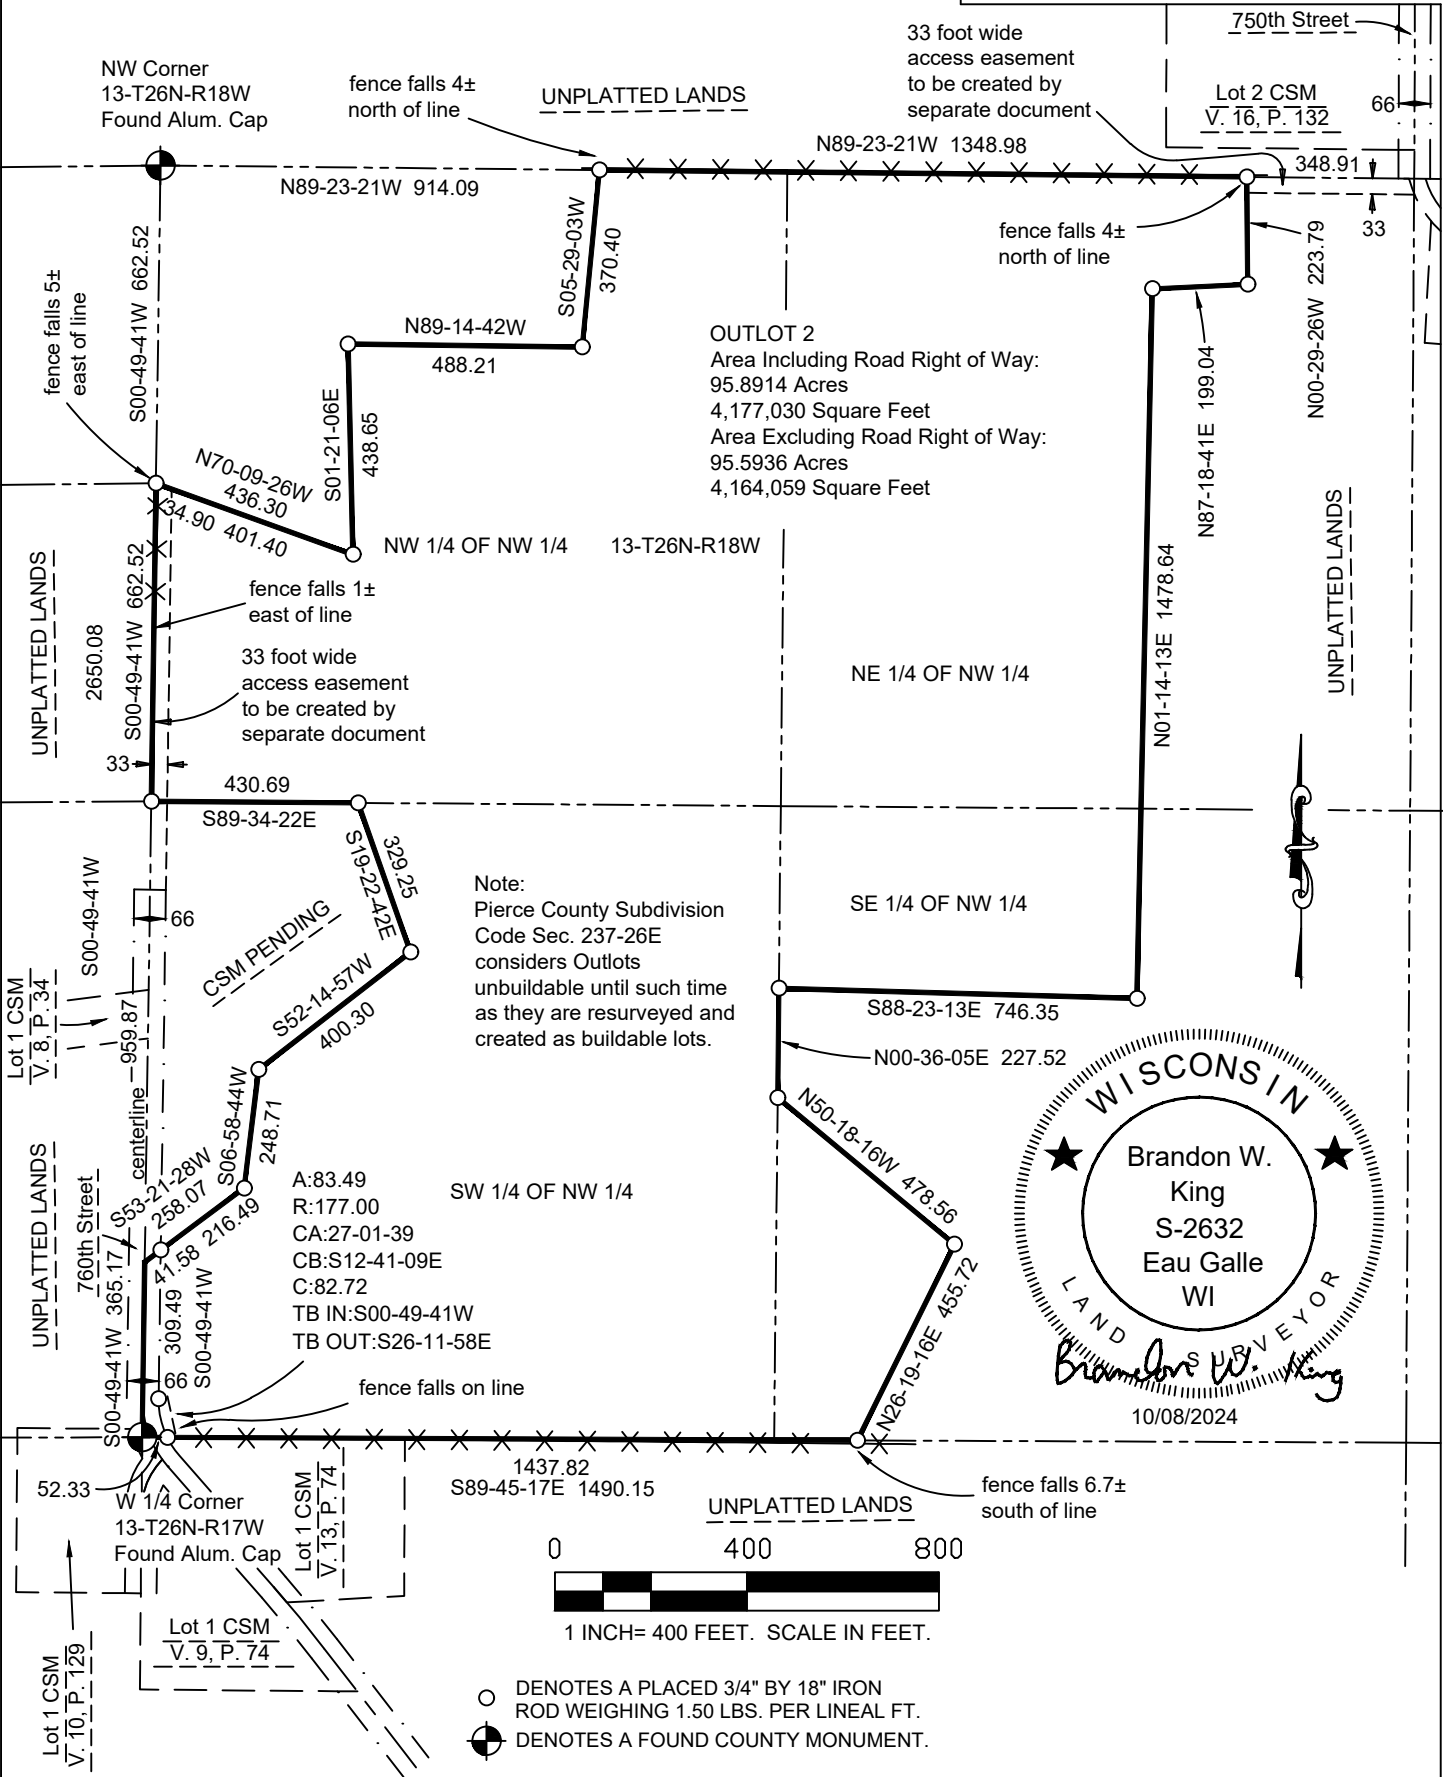 750th Street
33 foot wide
access easement
to be created by
separate document
NW Corner
13-T26N-R18W
Found Alum. Cap
fence falls 4±
north of line
UNPLATTED LANDS
Lot 2 CSM
V. 16, P. 132
66
N89-23-21W 1348.98
348.91
N89-23-21W 914.09
33
fence falls 4±
north of line
S00-49-41W 662.52
fence falls 5±
east of line
S05-29-03W
370.40
N00-29-26W 223.79
N89-14-42W
488.21
OUTLOT 2
Area Including Road Right of Way:
95.8914 Acres
4,177,030 Square Feet
Area Excluding Road Right of Way:
95.5936 Acres
4,164,059 Square Feet
N87-18-41E 199.04
S01-21-06E
438.65
N70-09-26W
436.30
34.90 401.40
NW 1/4 OF NW 1/4
13-T26N-R18W
UNPLATTED LANDS
2650.08
S00-49-41W 662.52
fence falls 1±
east of line
33 foot wide
access easement
to be created by
separate document
33
NE 1/4 OF NW 1/4
N01-14-13E 1478.64
UNPLATTED LANDS
430.69
S89-34-22E
S19-22-42E
329.25
S00-49-41W
66
CSM PENDING
Note:
Pierce County Subdivision
Code Sec. 237-26E
considers Outlots
unbuildable until such time
as they are resurveyed and
created as buildable lots.
SE 1/4 OF NW 1/4
Lot 1 CSM
V. 8, P. 34
959.87
centerline
S52-14-57W
400.30
S88-23-13E 746.35
N00-36-05E 227.52
S06-58-44W
248.71
N50-18-16W 478.56
UNPLATTED LANDS
760th Street
S53-21-28W
258.07
41.58 216.49
A:83.49
R:177.00
CA:27-01-39
CB:S12-41-09E
C:82.72
TB IN:S00-49-41W
TB OUT:S26-11-58E
SW 1/4 OF NW 1/4
WISCONSIN
Brandon W.
King
S-2632
Eau Galle
WI
LAND SURVEYOR
Brandon W. King
10/08/2024
S00-49-41W 365.17
309.49
S00-49-41W
66
fence falls on line
N26-19-16E 455.72
52.33
1437.82
S89-45-17E 1490.15
UNPLATTED LANDS
fence falls 6.7±
south of line
W 1/4 Corner
13-T26N-R17W
Found Alum. Cap
Lot 1 CSM
V. 13, P. 74
Lot 1 CSM
V. 9, P. 74
Lot 1 CSM
V. 10, P. 129
0 400 800
1 INCH= 400 FEET. SCALE IN FEET.
DENOTES A PLACED 3/4" BY 18" IRON
ROD WEIGHING 1.50 LBS. PER LINEAL FT.
DENOTES A FOUND COUNTY MONUMENT.